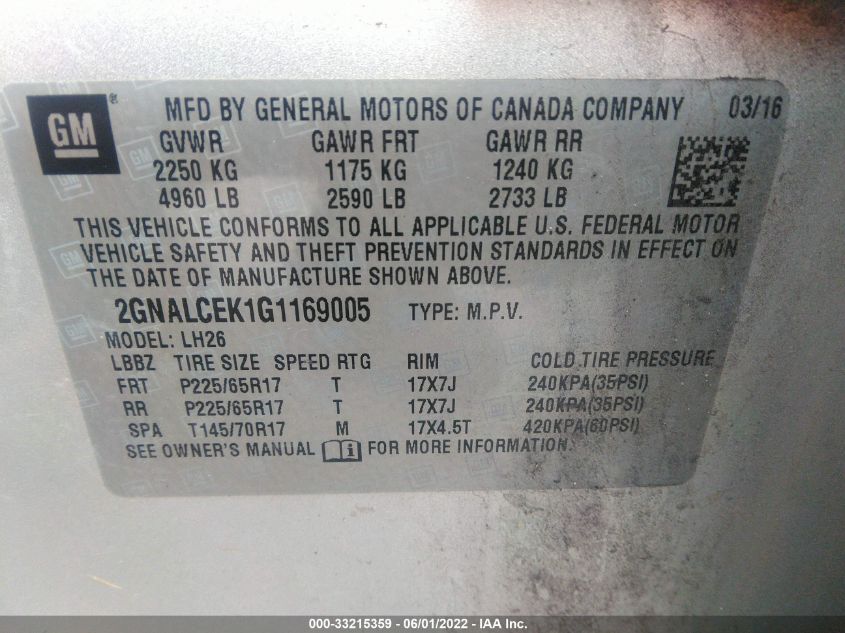 GM
MFD BY GENERAL MOTORS OF CANADA COMPANY 03/16
GVWR GAWR FRT GAWR RR
2250 KG 1175 KG 1240 KG
4960 LB 2590 LB 2733 LB
THIS VEHICLE CONFORMS TO ALL APPLICABLE U.S. FEDERAL MOTOR
VEHICLE SAFETY AND THEFT PREVENTION STANDARDS IN EFFECT ON
THE DATE OF MANUFACTURE SHOWN ABOVE.
2GNALCEK1G1169005 TYPE: M.P.V.
MODEL: LH26
LBBZ TIRE SIZE SPEED RTG RIM COLD TIRE PRESSURE
FRT P225/65R17 T 17X7J 240KPA(35PSI)
RR P225/65R17 T 17X7J 240KPA(35PSI)
SPA T145/70R17 M 17X4.5T 420KPA(60PSI)
SEE OWNER'S MANUAL FOR MORE INFORMATION.
000-33215359 - 06/01/2022 - IAA Inc.